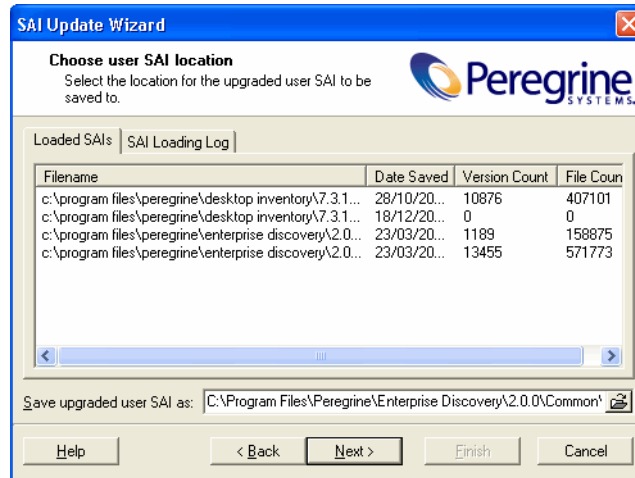 SAI Update Wizard
Choose user SAI location
Select the location for the upgraded user SAI to be
saved to.
Peregrine
SYSTEMS
Loaded SAIs SAI Loading Log
Filename Date Saved Version Count File Coun
c:\program files\peregrine\desktop inventory\7.3.1... 28/10/20... 10876 407101
c:\program files\peregrine\desktop inventory\7.3.1... 18/12/20... 0 0
c:\program files\peregrine\enterprise discovery\2.0... 23/03/20... 1189 158875
c:\program files\peregrine\enterprise discovery\2.0... 23/03/20... 13455 571773
Save upgraded user SAI as: C:\Program Files\Peregrine\Enterprise Discovery\2.0.0\Common\
Help < Back Next > Finish Cancel